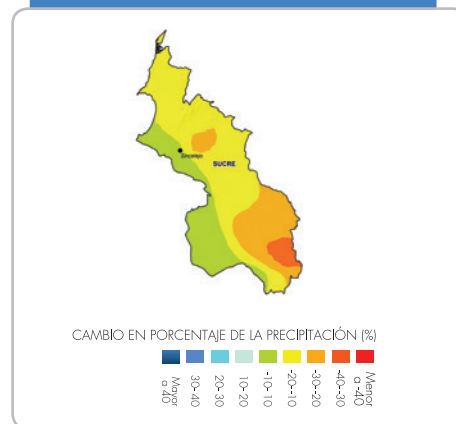 Sincelejo
SUCRE
CAMBIO EN PORCENTAJE DE LA PRECIPITACIÓN (%)
Mayor a 40
30-40
20-30
10-20
-10-10
-20--10
-30--20
-40--30
Menor a -40